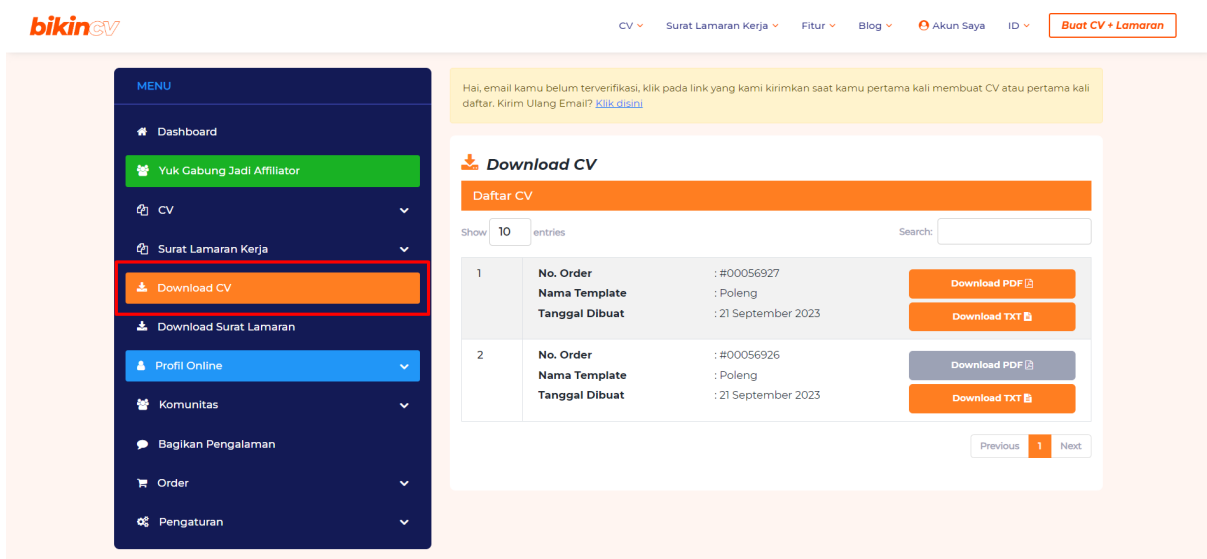 bikincv
CV Surat Lamaran Kerja Fitur Blog Akun Saya ID Buat CV + Lamaran
MENU
Dashboard
Yuk Gabung Jadi Affiliator
CV
Surat Lamaran Kerja
Download CV
Download Surat Lamaran
Profil Online
Komunitas
Bagikan Pengalaman
Order
Pengaturan
Hai, email kamu belum terverifikasi, klik pada link yang kami kirimkan saat kamu pertama kali membuat CV atau pertama kali
daftar. Kirim Ulang Email? Klik disini
Download CV
Daftar CV
Show 10 entries Search:
1 No. Order : #00056927
Nama Template : Poleng
Tanggal Dibuat : 21 September 2023
Download PDF
Download TXT
2 No. Order : #00056926
Nama Template : Poleng
Tanggal Dibuat : 21 September 2023
Download PDF
Download TXT
Previous 1 Next